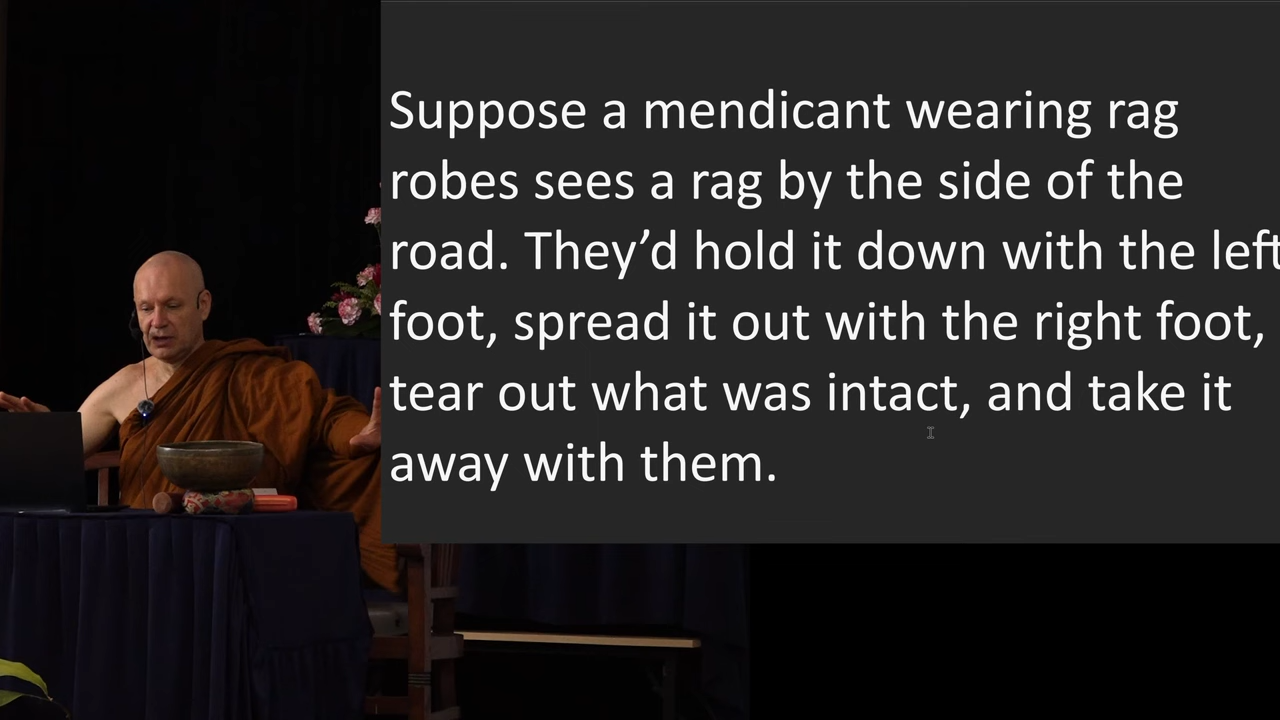 Suppose a mendicant wearing rag
robes sees a rag by the side of the
road. They’d hold it down with the left
foot, spread it out with the right foot,
tear out what was intact, and take it
away with them.